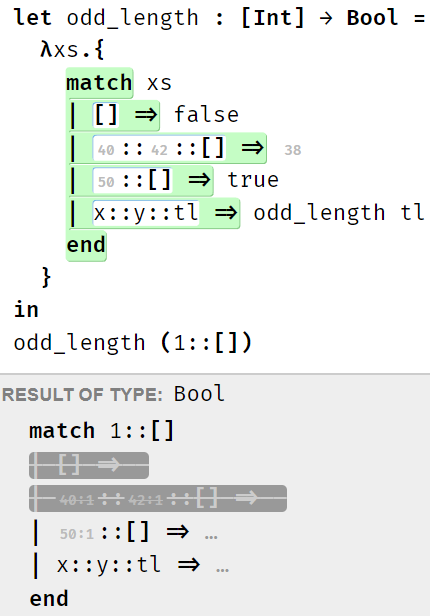 let odd_length : [Int] → Bool =
λxs.{
match xs
| [] ⇒ false
| 40::42::[] ⇒ 38
| 50::[] ⇒ true
| x::y::tl ⇒ odd_length tl
end
}
in
odd_length (1::[])
RESULT OF TYPE: Bool
match 1::[]
| [] ⇒
| 40:1::42:1::[] ⇒
| 50:1::[] ⇒ …
| x::y::tl ⇒ …
end